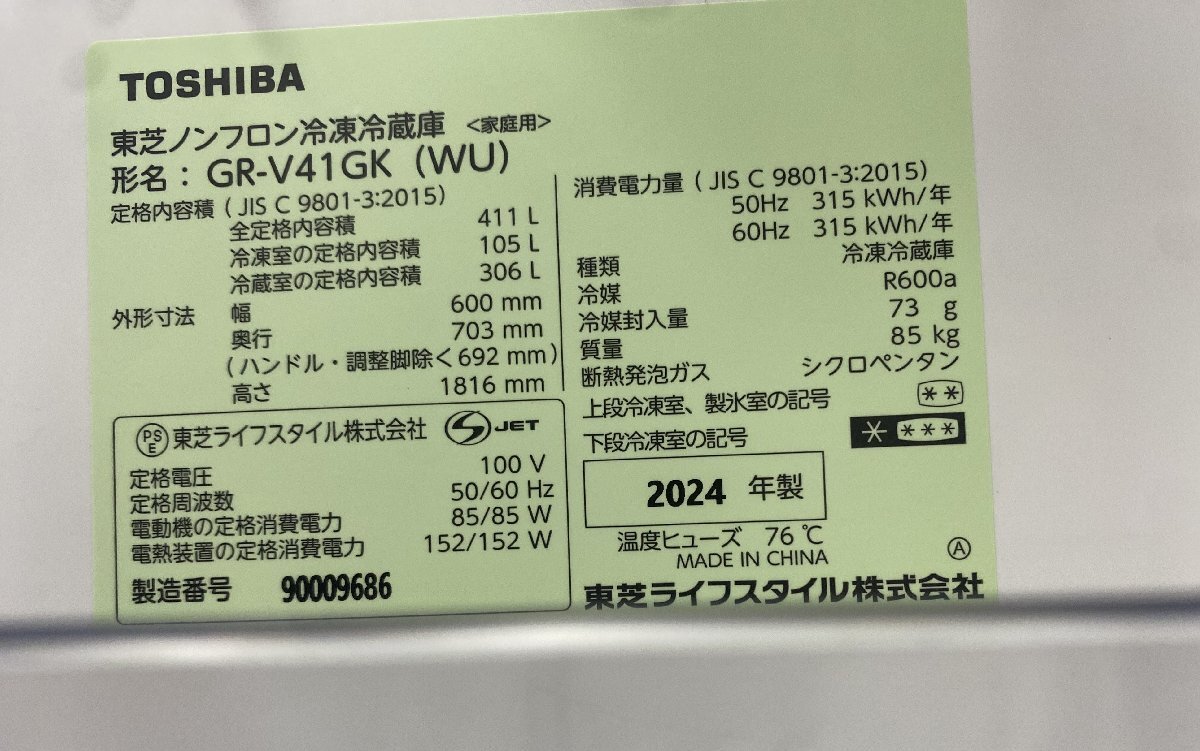 TOSHIBA
東芝ノンフロン冷凍冷蔵庫 <家庭用>
形名： GR-V41GK (WU)
定格内容積 ( JIS C 9801-3:2015)
全定格内容積 411 L
冷凍室の定格内容積 105 L
冷蔵室の定格内容積 306 L
外形寸法 幅 600 mm
奥行 703 mm
(ハンドル・調整脚除く692 mm)
高さ 1816 mm
消費電力量 ( JIS C 9801-3:2015)
50Hz 315 kWh/年
60Hz 315 kWh/年
種類 冷凍冷蔵庫
冷媒 R600a
冷媒封入量 73 g
質量 85 kg
断熱発泡ガス シクロペンタン
上段冷凍室、製氷室の記号 **
下段冷凍室の記号 * ***
PS
E 東芝ライフスタイル株式会社 S JET
定格電圧 100 V
定格周波数 50/60 Hz
電動機の定格消費電力 85/85 W
電熱装置の定格消費電力 152/152 W
製造番号 90009686
2024 年製
温度ヒューズ 76 ℃
MADE IN CHINA Ⓐ
東芝ライフスタイル株式会社